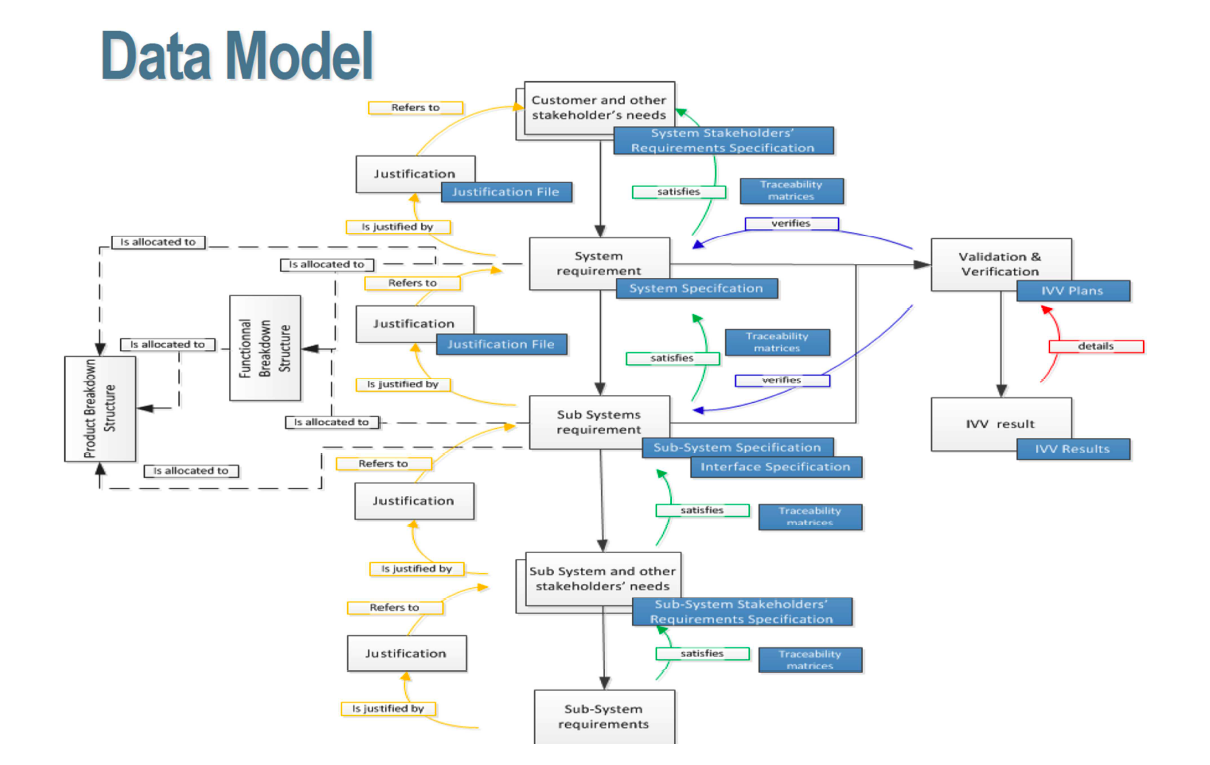 Data Model
Refers to
Customer and other
stakeholder's needs
System Stakeholders'
Requirements Specification
Justification
Justification File
satisfies
Traceability
matrices
Is justified by
verifies
Is allocated to
Is allocated to
System
requirement
System Specifcation
Validation &
Verification
IVV Plans
Refers to
Justification
Justification File
Functionnal
Breakdown
Structure
Is allocated to
Traceability
matrices
satisfies
details
Product Breakdown
Structure
Is justified by
verifies
Is allocated to
Sub Systems
requirement
Sub-System Specification
Interface Specification
IVV result
IVV Results
Is allocated to
Refers to
Justification
satisfies
Traceability
matrices
Is justified by
Sub System and other
stakeholders' needs
Sub-System Stakeholders'
Requirements Specification
Refers to
Justification
satisfies
Traceability
matrices
Is justified by
Sub-System
requirements